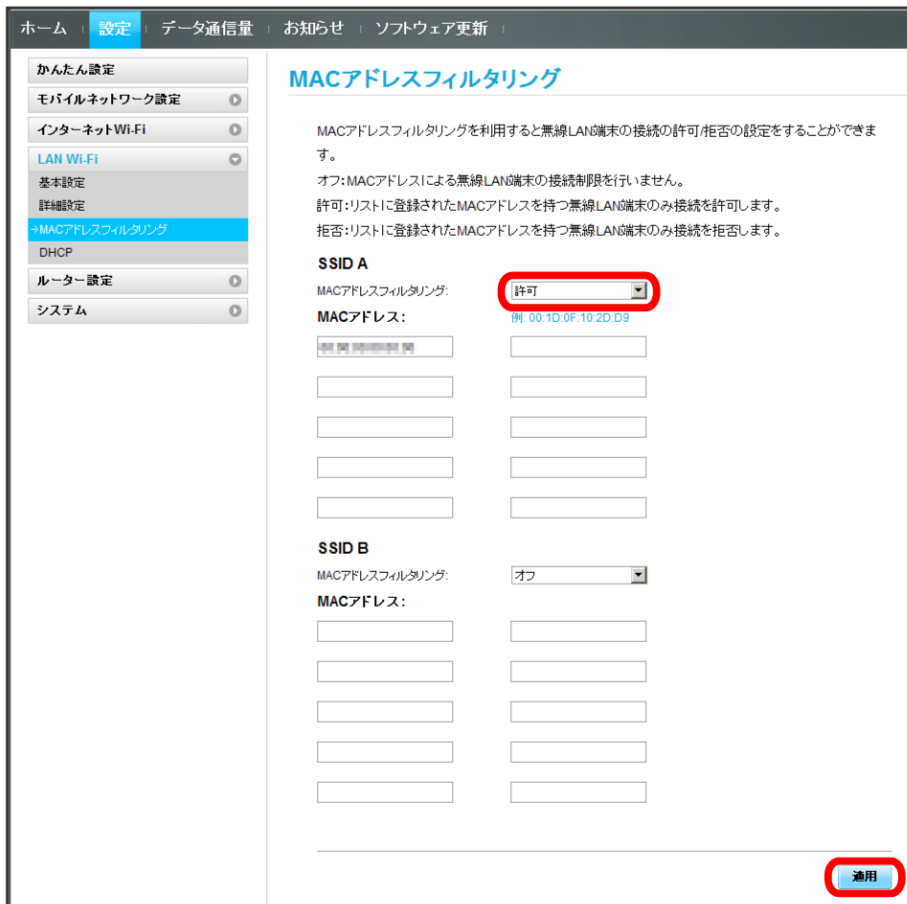 ホーム 設定 データ通信量 お知らせ ソフトウェア更新
かんたん設定
モバイルネットワーク設定
インターネットWi-Fi
LAN Wi-Fi
基本設定
詳細設定
→MACアドレスフィルタリング
DHCP
ルーター設定
システム
MACアドレスフィルタリング
MACアドレスフィルタリングを利用すると無線LAN端末の接続の許可/拒否の設定をすることができま
す。
オフ:MACアドレスによる無線LAN端末の接続制限を行いません。
許可:リストに登録されたMACアドレスを持つ無線LAN端末のみ接続を許可します。
拒否:リストに登録されたMACアドレスを持つ無線LAN端末のみ接続を拒否します。
SSID A
MACアドレスフィルタリング: 許可
MACアドレス: 例: 00:1D:0F:10:2D:D9
SSID B
MACアドレスフィルタリング: オフ
MACアドレス:
適用